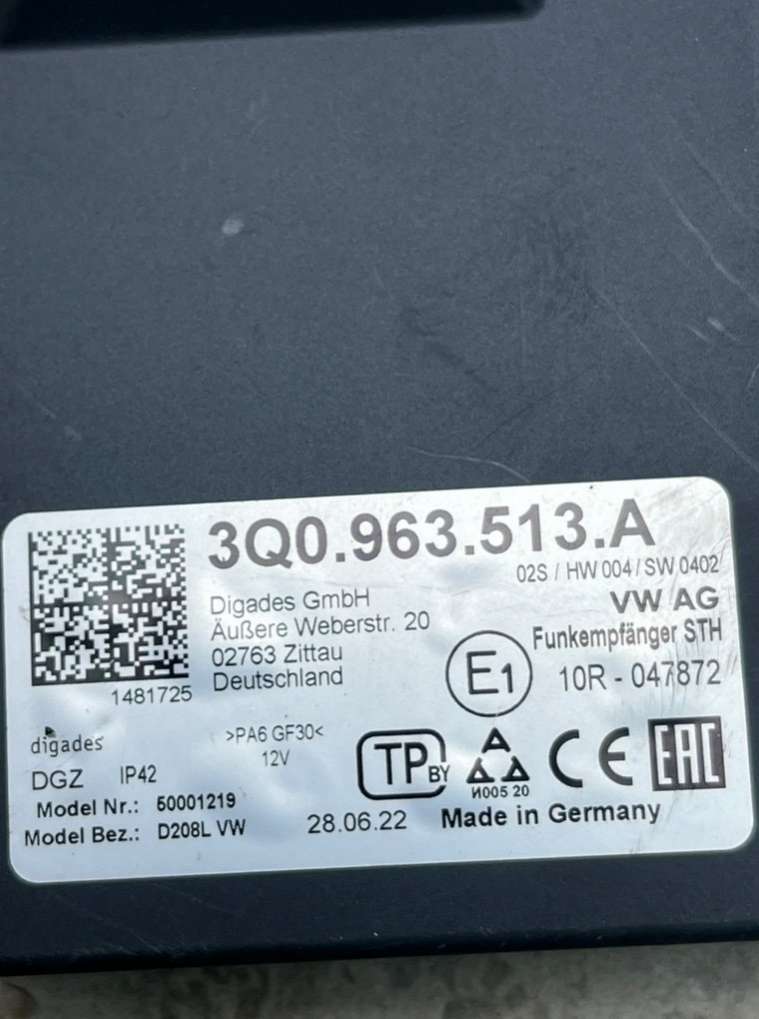 3Q0.963.513.A
02S / HW 004 / SW 0402
Digades GmbH
Äußere Weberstr. 20
02763 Zittau
Deutschland
VW AG
Funkempfänger STH
E1
10R - 047872
1481725
digades
>PA6 GF30<
12V
DGZ IP42
Model Nr.: 50001219
Model Bez.: D208L VW
28.06.22
TP BY
A
И005 20
CE
EAC
Made in Germany